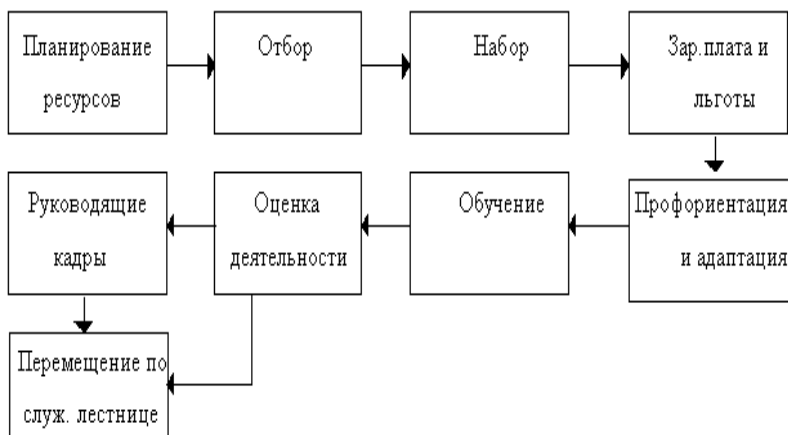 Планирование
ресурсов
Отбор
Набор
Зар.плата и
льготы
Руководящие
кадры
Оценка
деятельности
Обучение
Профориентация
и адаптация
Перемещение по
служ. лестнице